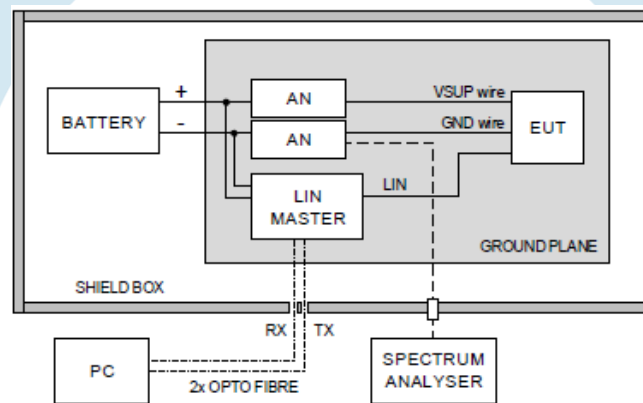 +
AN
VSUP wire
BATTERY
-
AN
GND wire
EUT
LIN
MASTER
LIN
GROUND PLANE
SHIELD BOX
RX
TX
PC
2x OPTO FIBRE
SPECTRUM
ANALYSER